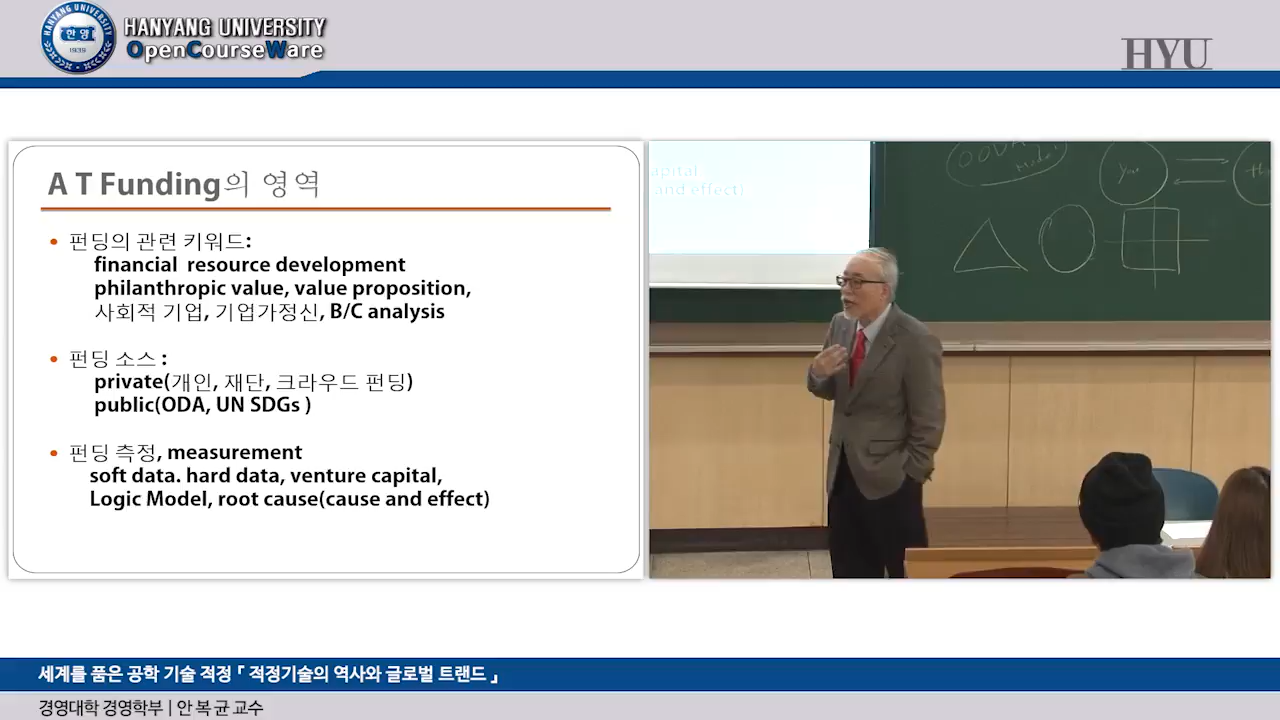 HANYANG UNIVERSITY
한양
1939
HANYANG UNIVERSITY
OpenCourseWare
HYU
A T Funding의 영역
• 펀딩의 관련 키워드:
financial resource development
philanthropic value, value proposition,
사회적 기업, 기업가정신, B/C analysis
• 펀딩 소스 :
private(개인, 재단, 크라우드 펀딩)
public(ODA, UN SDGs )
• 펀딩 측정, measurement
soft data. hard data, venture capital,
Logic Model, root cause(cause and effect)
apital
and effect)
you
세계를 품은 공학 기술 적정 『 적정기술의 역사와 글로벌 트랜드 』
경영대학 경영학부 | 안 복 균 교수